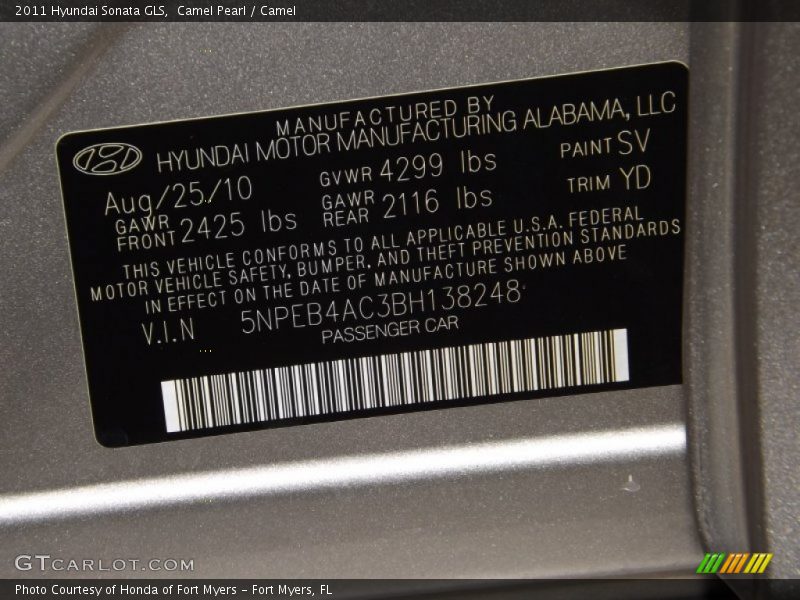 2011 Hyundai Sonata GLS,  Camel Pearl / Camel
MANUFACTURED BY
HYUNDAI MOTOR MANUFACTURING ALABAMA, LLC
Aug/25/10 GVWR 4299 lbs PAINT SV
GAWR FRONT 2425 lbs GAWR REAR 2116 lbs TRIM YD
THIS VEHICLE CONFORMS TO ALL APPLICABLE U.S.A. FEDERAL
MOTOR VEHICLE SAFETY, BUMPER, AND THEFT PREVENTION STANDARDS
IN EFFECT ON THE DATE OF MANUFACTURE SHOWN ABOVE
V.I.N 5NPEB4AC3BH138248
PASSENGER CAR
GTCARLOT.COM
Photo Courtesy of Honda of Fort Myers - Fort Myers, FL